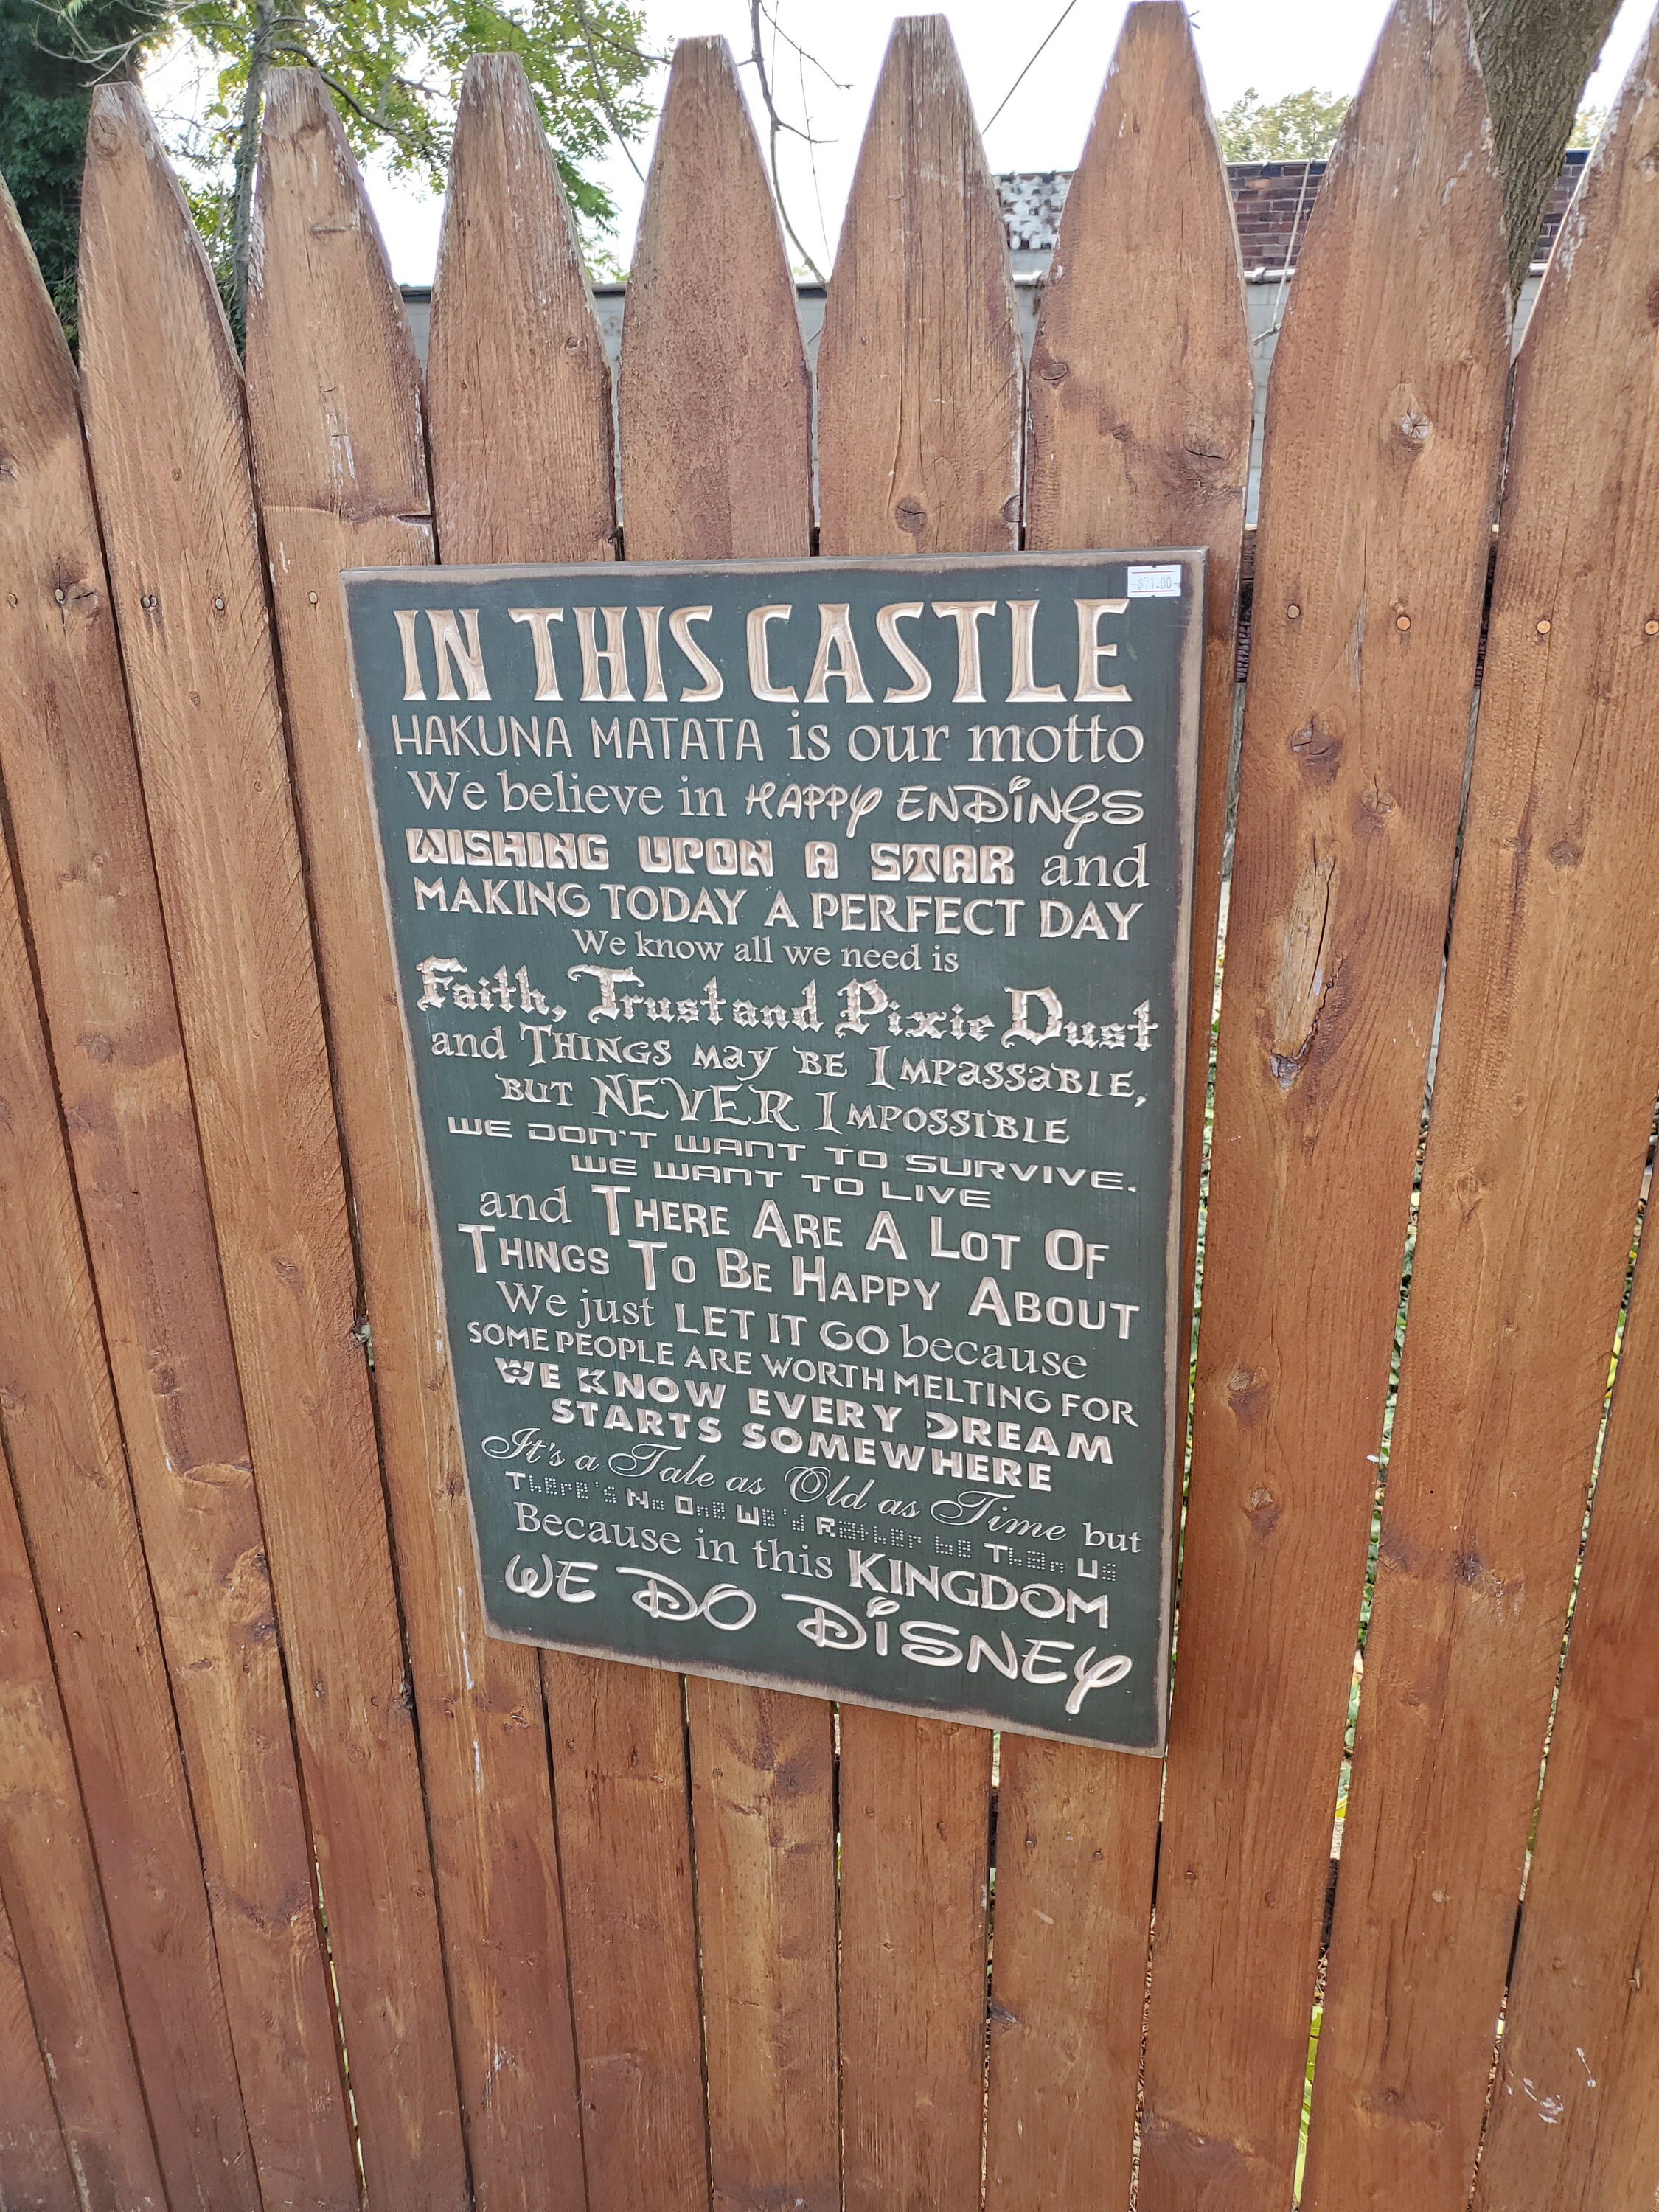 $71.00
IN THIS CASTLE
HAKUNA MATATA is our motto
We believe in HAPPY ENDiNGS
WISHING UPON A STAR and
MAKING TODAY A PERFECT DAY
We know all we need is
Faith, Trust and Pixie Dust
and THINGS MAY BE IMPASSABLE,
BUT NEVER IMPOSSIBLE
WE DON'T WANT TO SURVIVE.
WE WANT TO LIVE
and THERE ARE A LOT OF
THINGS TO BE HAPPY ABOUT
We just LET IT GO because
SOME PEOPLE ARE WORTH MELTING FOR
WE KNOW EVERY DREAM
STARTS SOMEWHERE
It's a Tale as Old as Time but
There's No One We'd Rather be Than Us
Because in this KINGDOM
WE DO DiSNEY